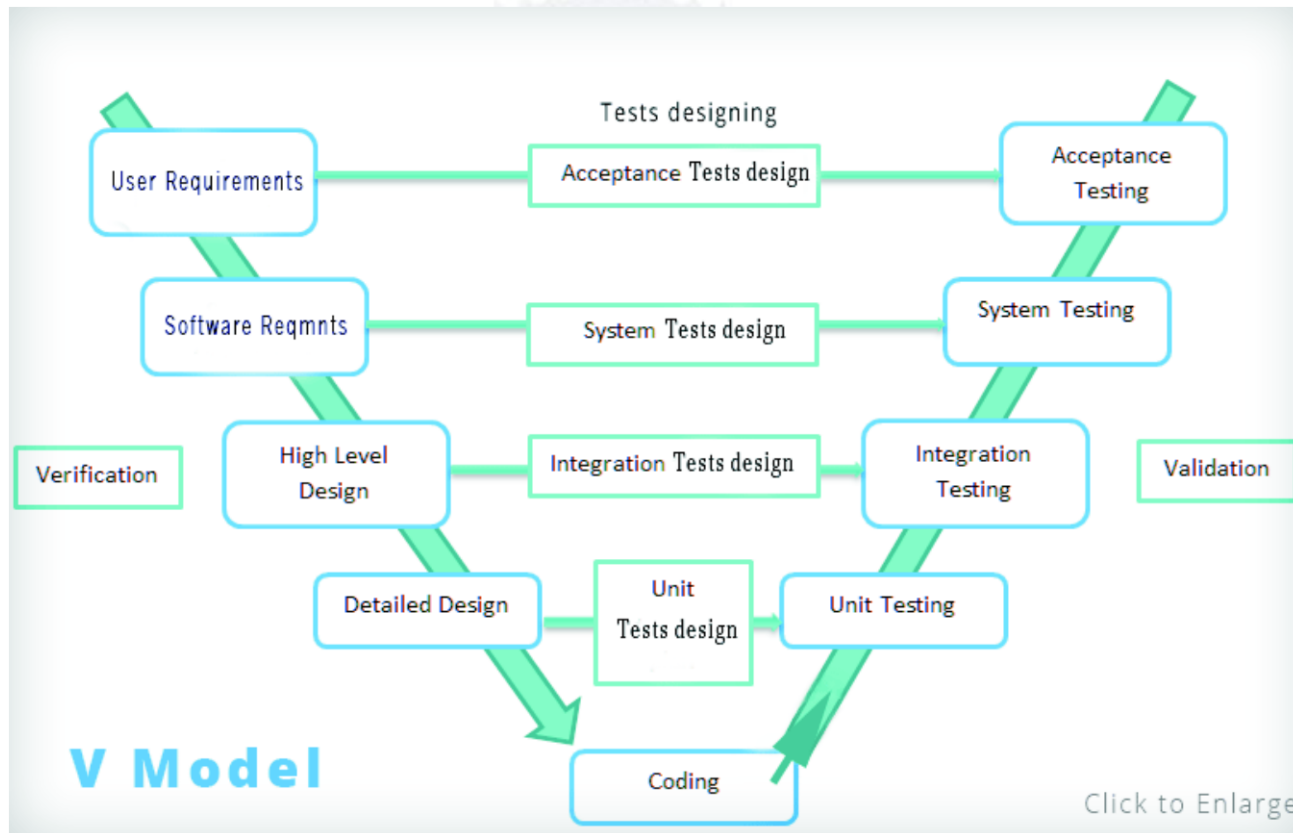 Tests designing
User Requirements
Acceptance Tests design
Acceptance
Testing
Software Reqmnts
System Tests design
System Testing
Verification
High Level
Design
Integration Tests design
Integration
Testing
Validation
Detailed Design
Unit
Tests design
Unit Testing
V Model
Coding
Click to Enlarge